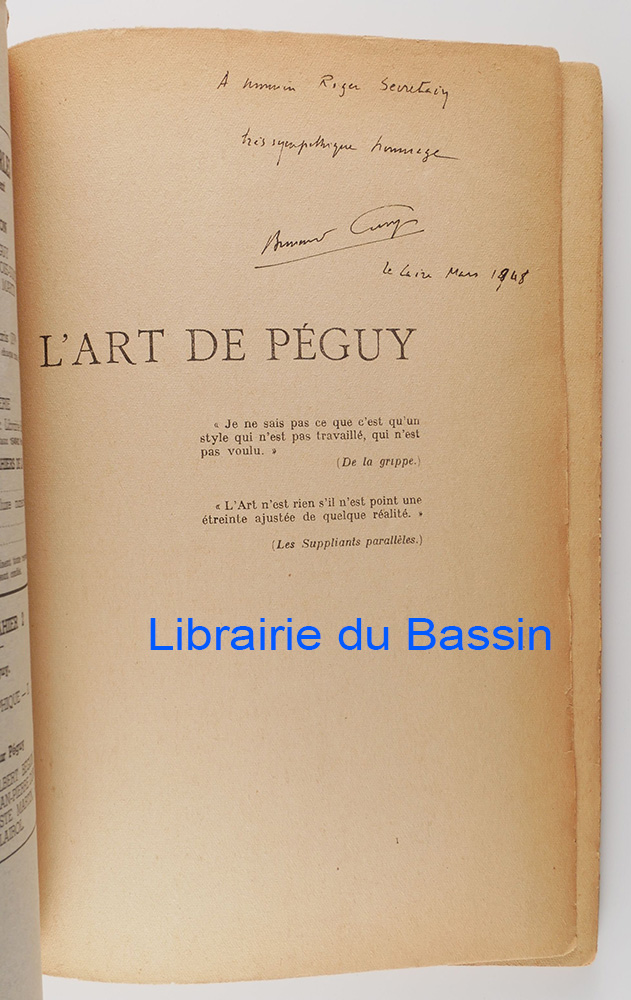 A Monsieur Roger Secretain
très sympathique hommage
Bernard Guyon
Le Caire Mars 1948
L'ART DE PÉGUY
« Je ne sais pas ce que c'est qu'un
style qui n'est pas travaillé, qui n'est
pas voulu. »
(De la grippe.)
« L'Art n'est rien s'il n'est point une
étreinte ajustée de quelque réalité. »
(Les Suppliants parallèles.)
Librairie du Bassin